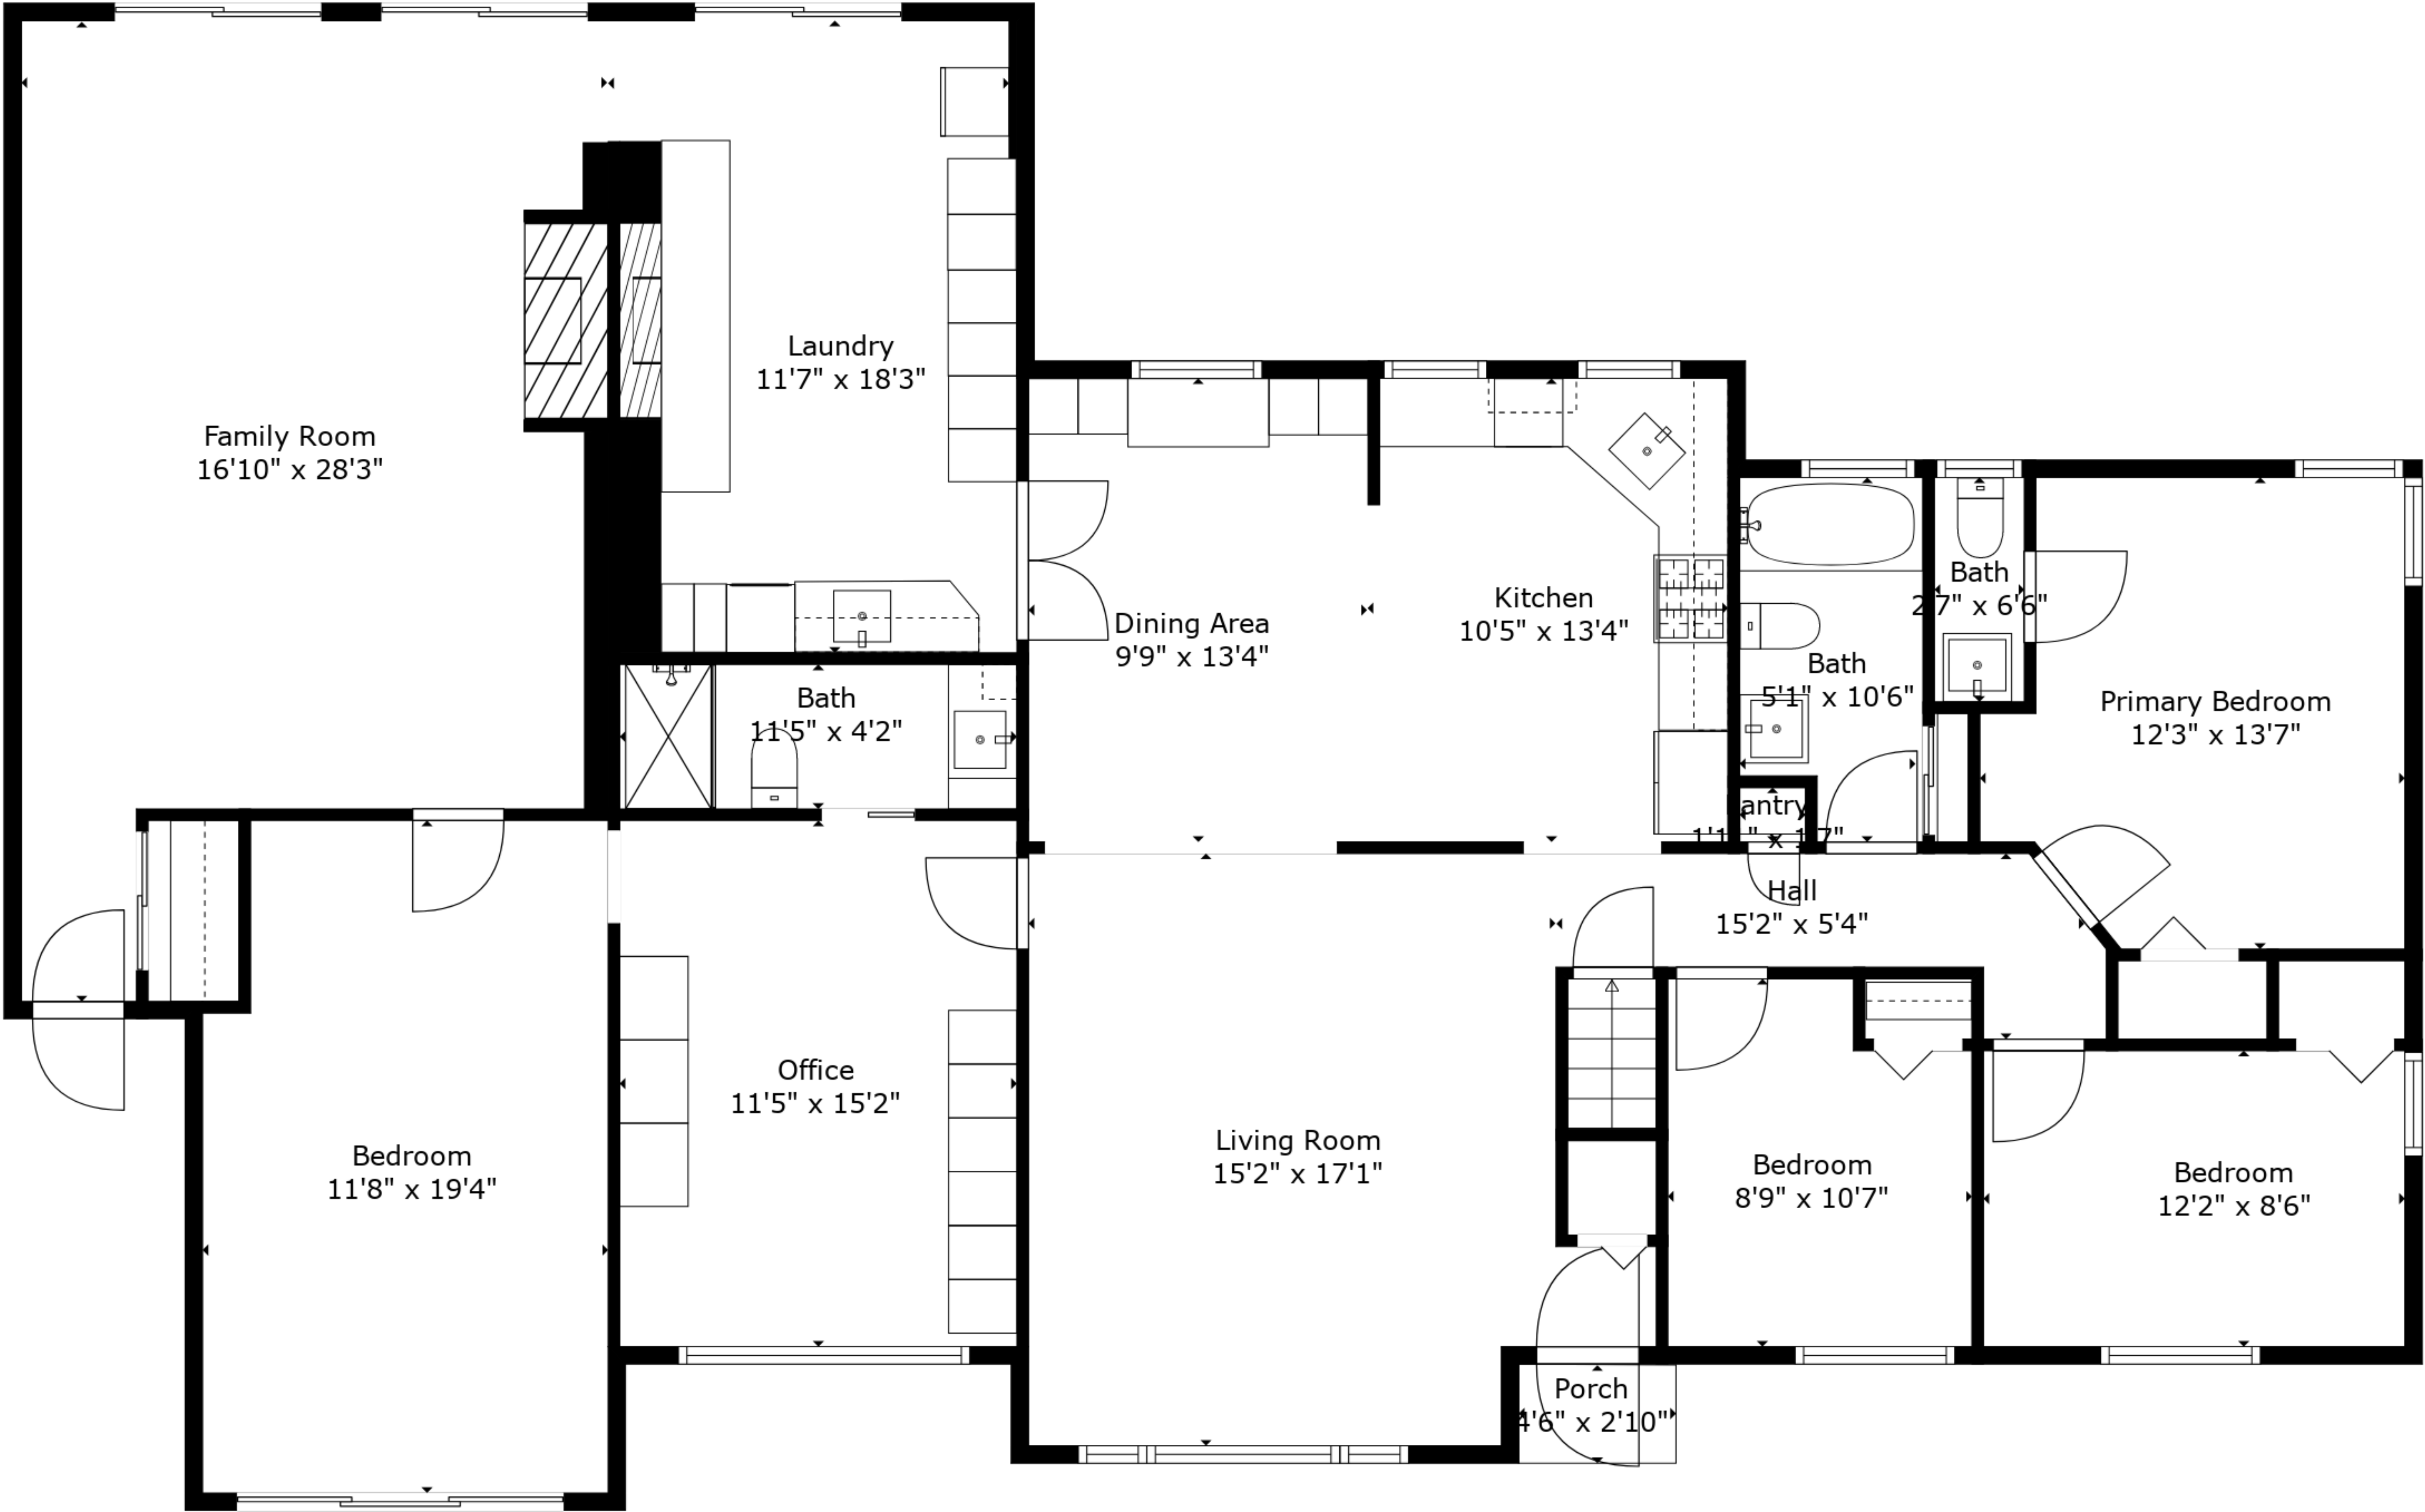 Laundry
11'7" x 18'3"
Family Room
16'10" x 28'3"
Dining Area
9'9" x 13'4"
Kitchen
10'5" x 13'4"
Bath
2'7" x 6'6"
Bath
5'1" x 10'6"
Primary Bedroom
12'3" x 13'7"
Bath
11'5" x 4'2"
antry
Hall
15'2" x 5'4"
Office
11'5" x 15'2"
Bedroom
11'8" x 19'4"
Living Room
15'2" x 17'1"
Bedroom
8'9" x 10'7"
Bedroom
12'2" x 8'6"
Porch
4'6" x 2'10"